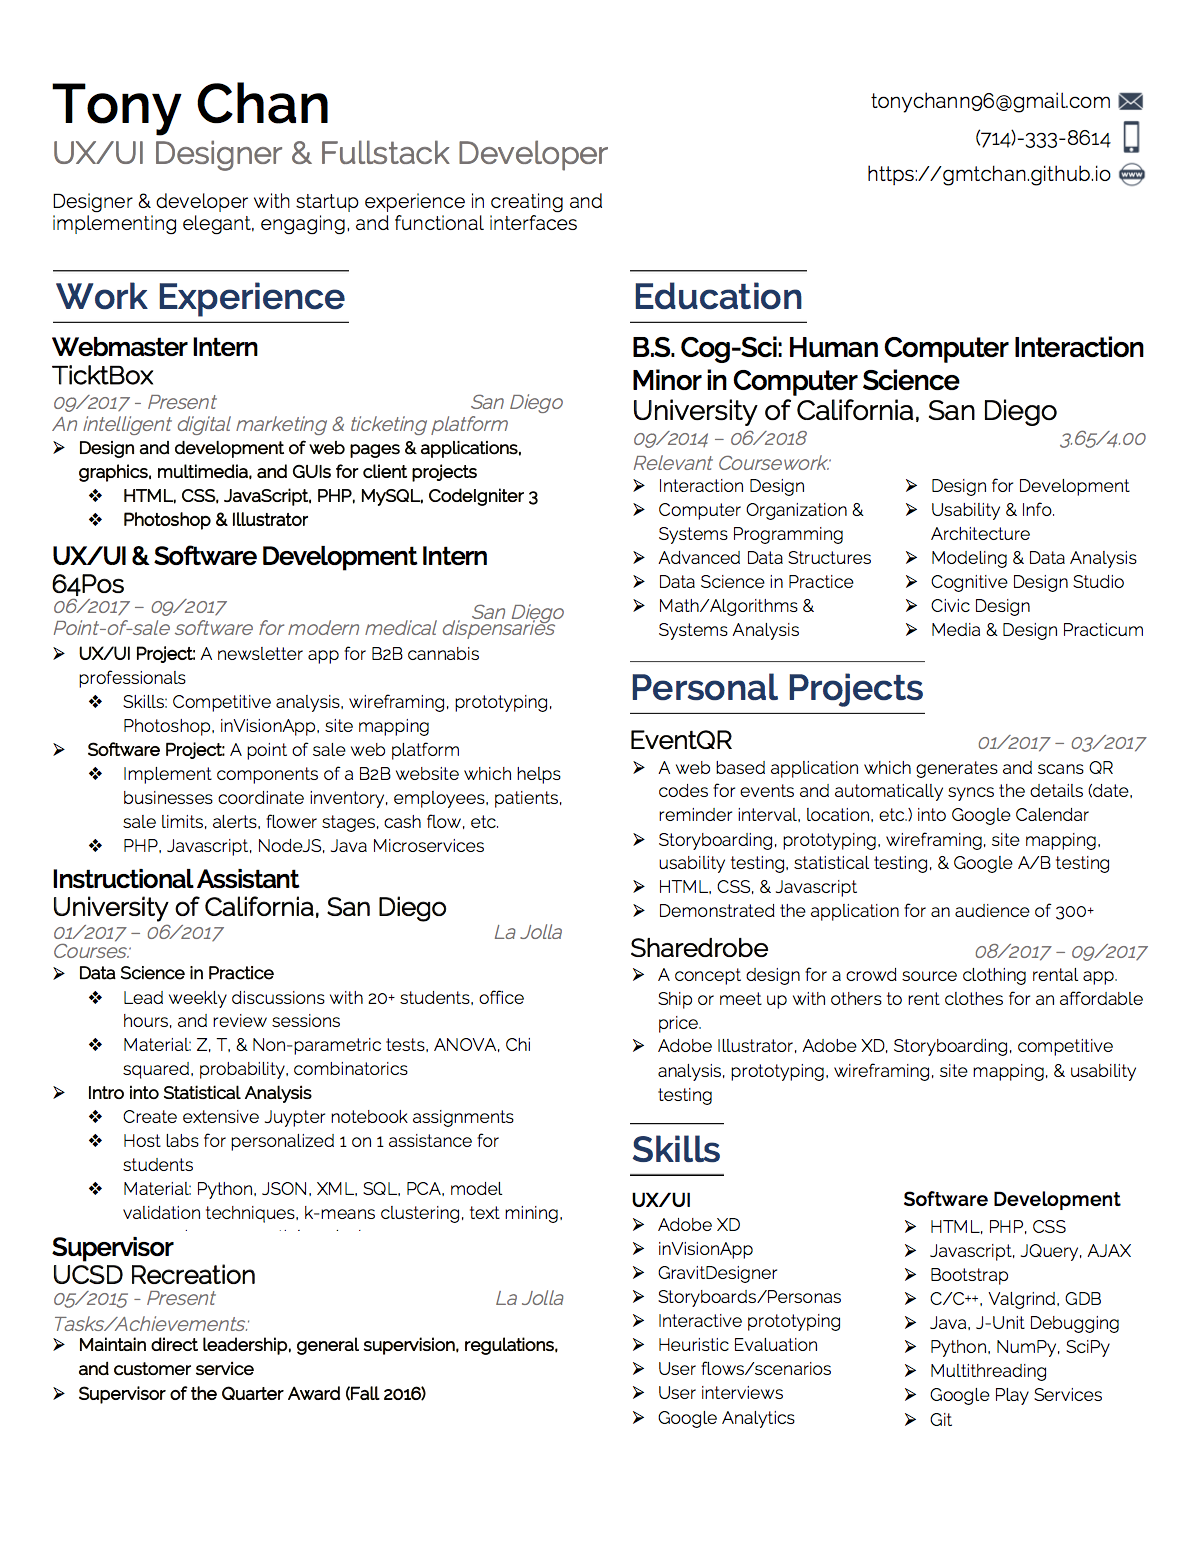 Tony Chan
UX/UI Designer & Fullstack Developer
Designer & developer with startup experience in creating and
implementing elegant, engaging, and functional interfaces
tonychann96@gmail.com
(714)-333-8614
https://gmtchan.github.io
www
Work Experience
Webmaster Intern
TicktBox
09/2017 - Present San Diego
An intelligent digital marketing & ticketing platform
➢ Design and development of web pages & applications,
graphics, multimedia, and GUIs for client projects
❖ HTML, CSS, JavaScript, PHP, MySQL, CodeIgniter 3
❖ Photoshop & Illustrator
UX/UI & Software Development Intern
64Pos
06/2017 – 09/2017 San Diego
Point-of-sale software for modern medical dispensaries
➢ UX/UI Project: A newsletter app for B2B cannabis
professionals
❖ Skills: Competitive analysis, wireframing, prototyping,
Photoshop, inVisionApp, site mapping
➢ Software Project: A point of sale web platform
❖ Implement components of a B2B website which helps
businesses coordinate inventory, employees, patients,
sale limits, alerts, flower stages, cash flow, etc.
❖ PHP, Javascript, NodeJS, Java Microservices
Instructional Assistant
University of California, San Diego
01/2017 – 06/2017 La Jolla
Courses:
➢ Data Science in Practice
❖ Lead weekly discussions with 20+ students, office
hours, and review sessions
❖ Material: Z, T, & Non-parametric tests, ANOVA, Chi
squared, probability, combinatorics
➢ Intro into Statistical Analysis
❖ Create extensive Juypter notebook assignments
❖ Host labs for personalized 1 on 1 assistance for
students
❖ Material: Python, JSON, XML, SQL, PCA, model
validation techniques, k-means clustering, text mining,
Supervisor
UCSD Recreation
05/2015 - Present La Jolla
Tasks/Achievements:
➢ Maintain direct leadership, general supervision, regulations,
and customer service
➢ Supervisor of the Quarter Award (Fall 2016)
Education
B.S. Cog-Sci: Human Computer Interaction
Minor in Computer Science
University of California, San Diego
09/2014 – 06/2018 3.65/4.00
Relevant Coursework:
➢ Interaction Design
➢ Computer Organization &
Systems Programming
➢ Advanced Data Structures
➢ Data Science in Practice
➢ Math/Algorithms &
Systems Analysis
➢ Design for Development
➢ Usability & Info.
Architecture
➢ Modeling & Data Analysis
➢ Cognitive Design Studio
➢ Civic Design
➢ Media & Design Practicum
Personal Projects
EventQR 01/2017 – 03/2017
➢ A web based application which generates and scans QR
codes for events and automatically syncs the details (date,
reminder interval, location, etc.) into Google Calendar
➢ Storyboarding, prototyping, wireframing, site mapping,
usability testing, statistical testing, & Google A/B testing
➢ HTML, CSS, & Javascript
➢ Demonstrated the application for an audience of 300+
Sharedrobe 08/2017 – 09/2017
➢ A concept design for a crowd source clothing rental app.
Ship or meet up with others to rent clothes for an affordable
price.
➢ Adobe Illustrator, Adobe XD, Storyboarding, competitive
analysis, prototyping, wireframing, site mapping, & usability
testing
Skills
UX/UI
➢ Adobe XD
➢ inVisionApp
➢ GravitDesigner
➢ Storyboards/Personas
➢ Interactive prototyping
➢ Heuristic Evaluation
➢ User flows/scenarios
➢ User interviews
➢ Google Analytics
Software Development
➢ HTML, PHP, CSS
➢ Javascript, JQuery, AJAX
➢ Bootstrap
➢ C/C++, Valgrind, GDB
➢ Java, J-Unit Debugging
➢ Python, NumPy, SciPy
➢ Multithreading
➢ Google Play Services
➢ Git